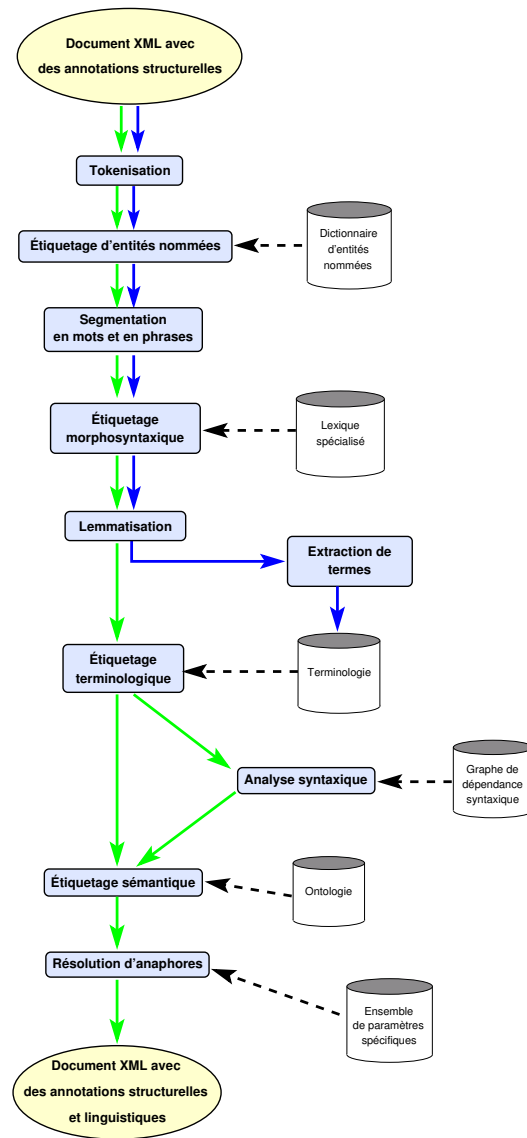 Document XML avec
des annotations structurelles
Tokenisation
Étiquetage d'entités nommées
Dictionnaire
d'entités
nommées
Segmentation
en mots et en phrases
Étiquetage
morphosyntaxique
Lexique
spécialisé
Lemmatisation
Extraction de
termes
Étiquetage
terminologique
Terminologie
Analyse syntaxique
Graphe de
dépendance
syntaxique
Étiquetage sémantique
Ontologie
Résolution d'anaphores
Ensemble
de paramètres
spécifiques
Document XML avec
des annotations structurelles
et linguistiques